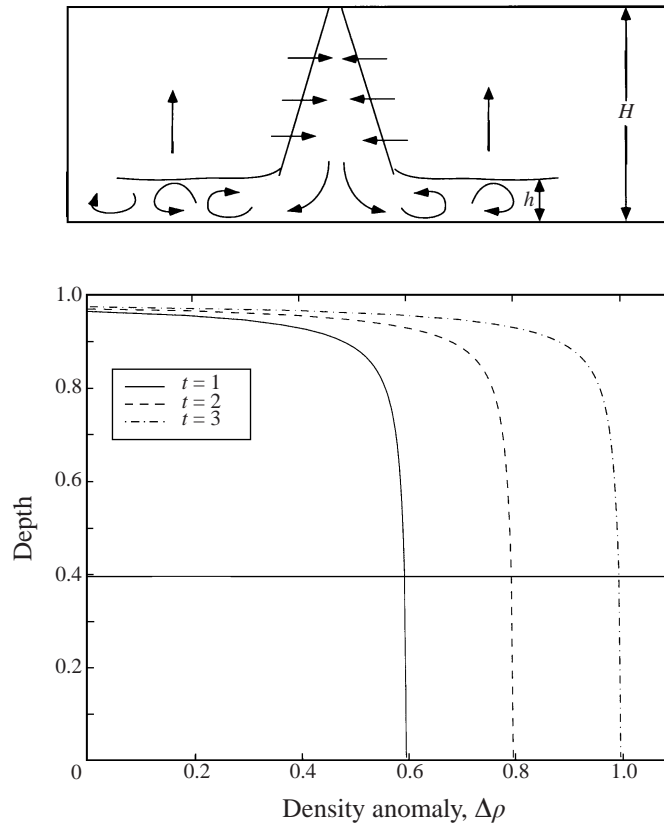 H
h
1.0
0.8
0.6
0.4
0.2
0
0.2
0.4
0.6
0.8
1.0
t = 1
t = 2
t = 3
Depth
Density anomaly, Δρ